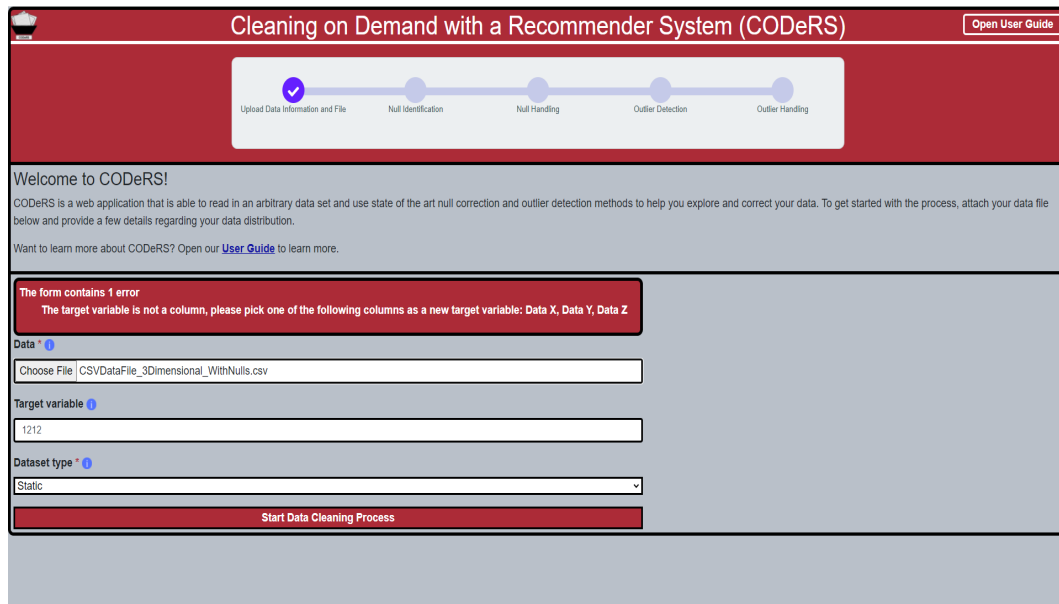 Cleaning on Demand with a Recommender System (CODeRS)
Open User Guide
Upload Data Information and File
Null Identification
Null Handling
Outlier Detection
Outlier Handling
Welcome to CODeRS!
CODeRS is a web application that is able to read in an arbitrary data set and use state of the art null correction and outlier detection methods to help you explore and correct your data. To get started with the process, attach your data file
below and provide a few details regarding your data distribution.
Want to learn more about CODeRS? Open our User Guide to learn more.
The form contains 1 error
The target variable is not a column, please pick one of the following columns as a new target variable: Data X, Data Y, Data Z
Data * i
Choose File CSVDataFile_3Dimensional_WithNulls.csv
Target variable i
1212
Dataset type * i
Static
Start Data Cleaning Process